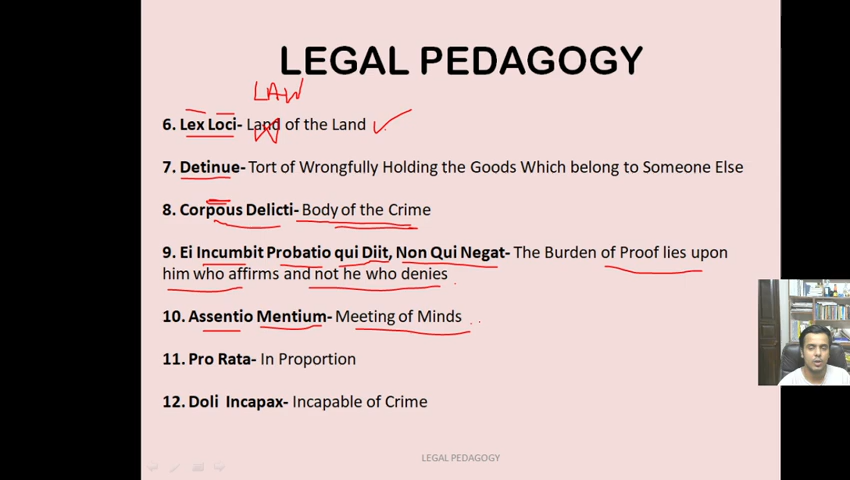 LEGAL PEDAGOGY
LAW
6. Lex Loci- Land of the Land
7. Detinue- Tort of Wrongfully Holding the Goods Which belong to Someone Else
8. Corpous Delicti- Body of the Crime
9. Ei Incumbit Probatio qui Diit, Non Qui Negat- The Burden of Proof lies upon
him who affirms and not he who denies
10. Assentio Mentium- Meeting of Minds
11. Pro Rata- In Proportion
12. Doli Incapax- Incapable of Crime
LEGAL PEDAGOGY